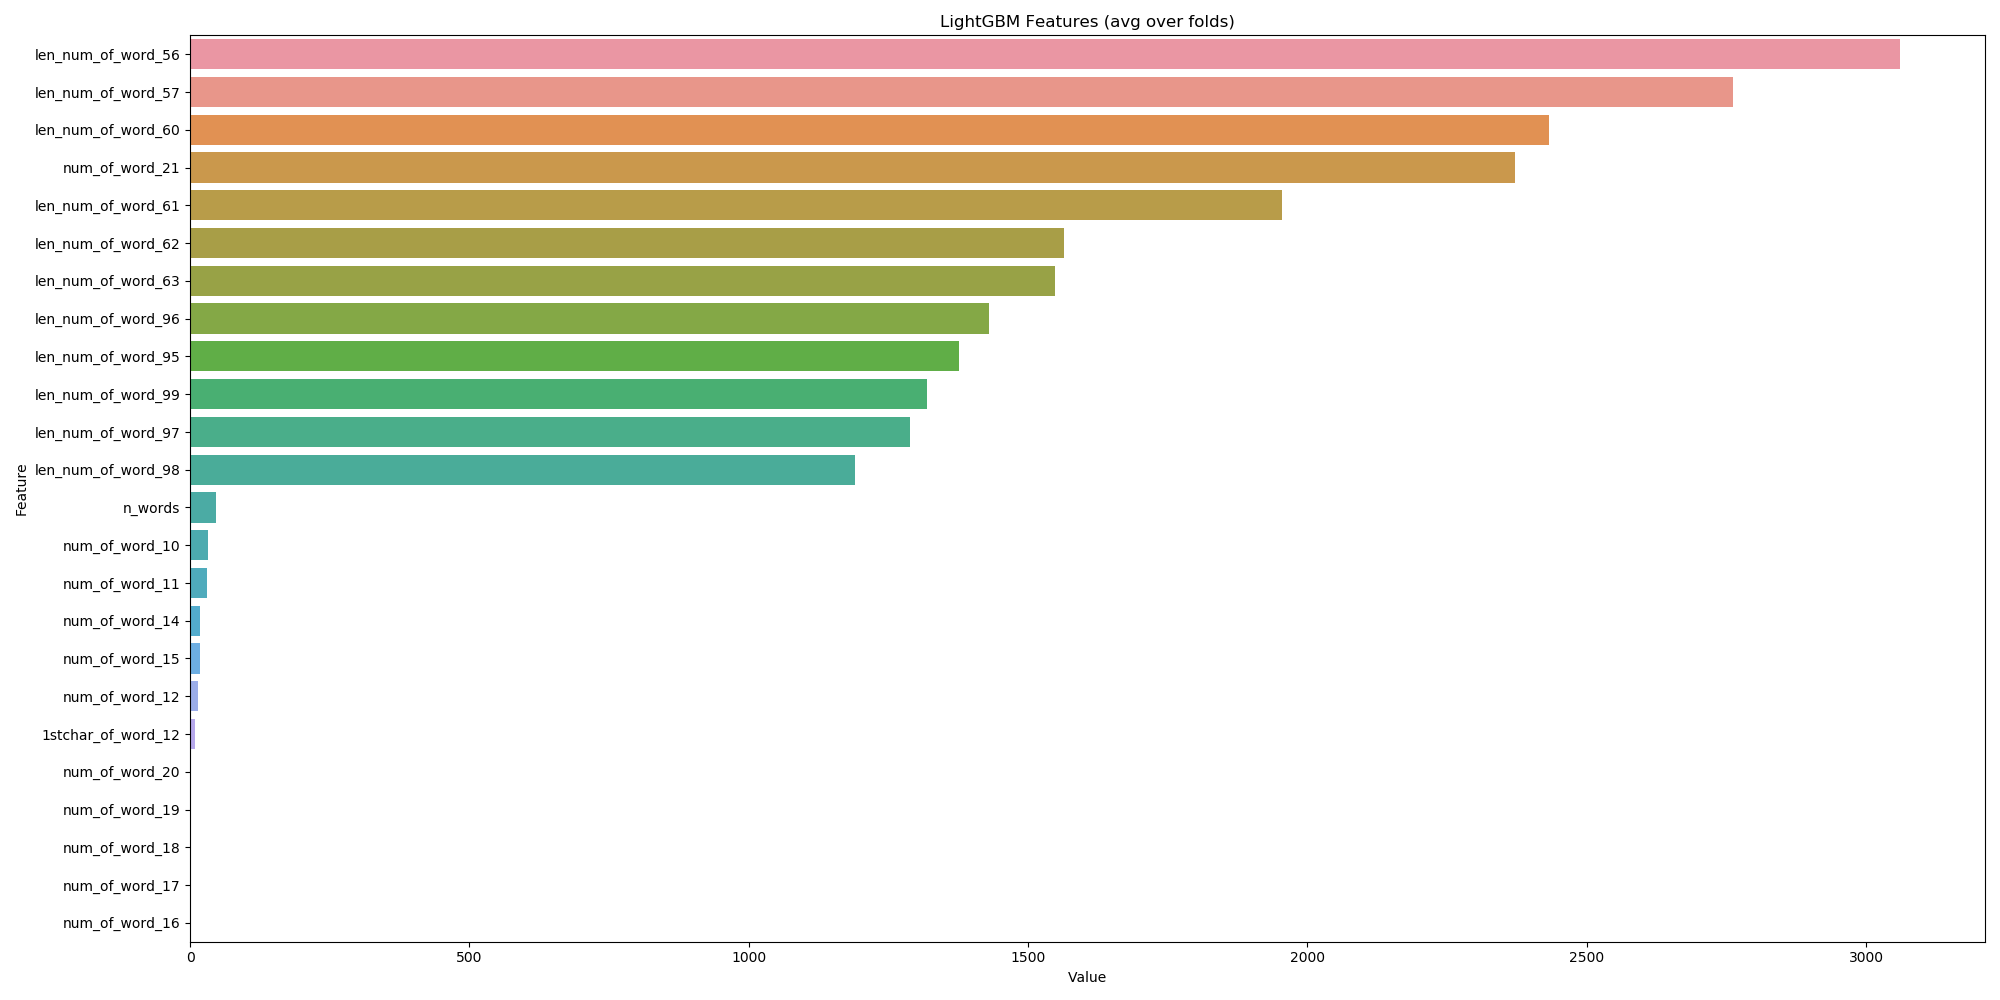 LightGBM Features (avg over folds)
len_num_of_word_56
len_num_of_word_57
len_num_of_word_60
num_of_word_21
len_num_of_word_61
len_num_of_word_62
len_num_of_word_63
len_num_of_word_96
len_num_of_word_95
len_num_of_word_99
len_num_of_word_97
len_num_of_word_98
n_words
num_of_word_10
num_of_word_11
num_of_word_14
num_of_word_15
num_of_word_12
1stchar_of_word_12
num_of_word_20
num_of_word_19
num_of_word_18
num_of_word_17
num_of_word_16
Feature
0 500 1000 1500 2000 2500 3000
Value